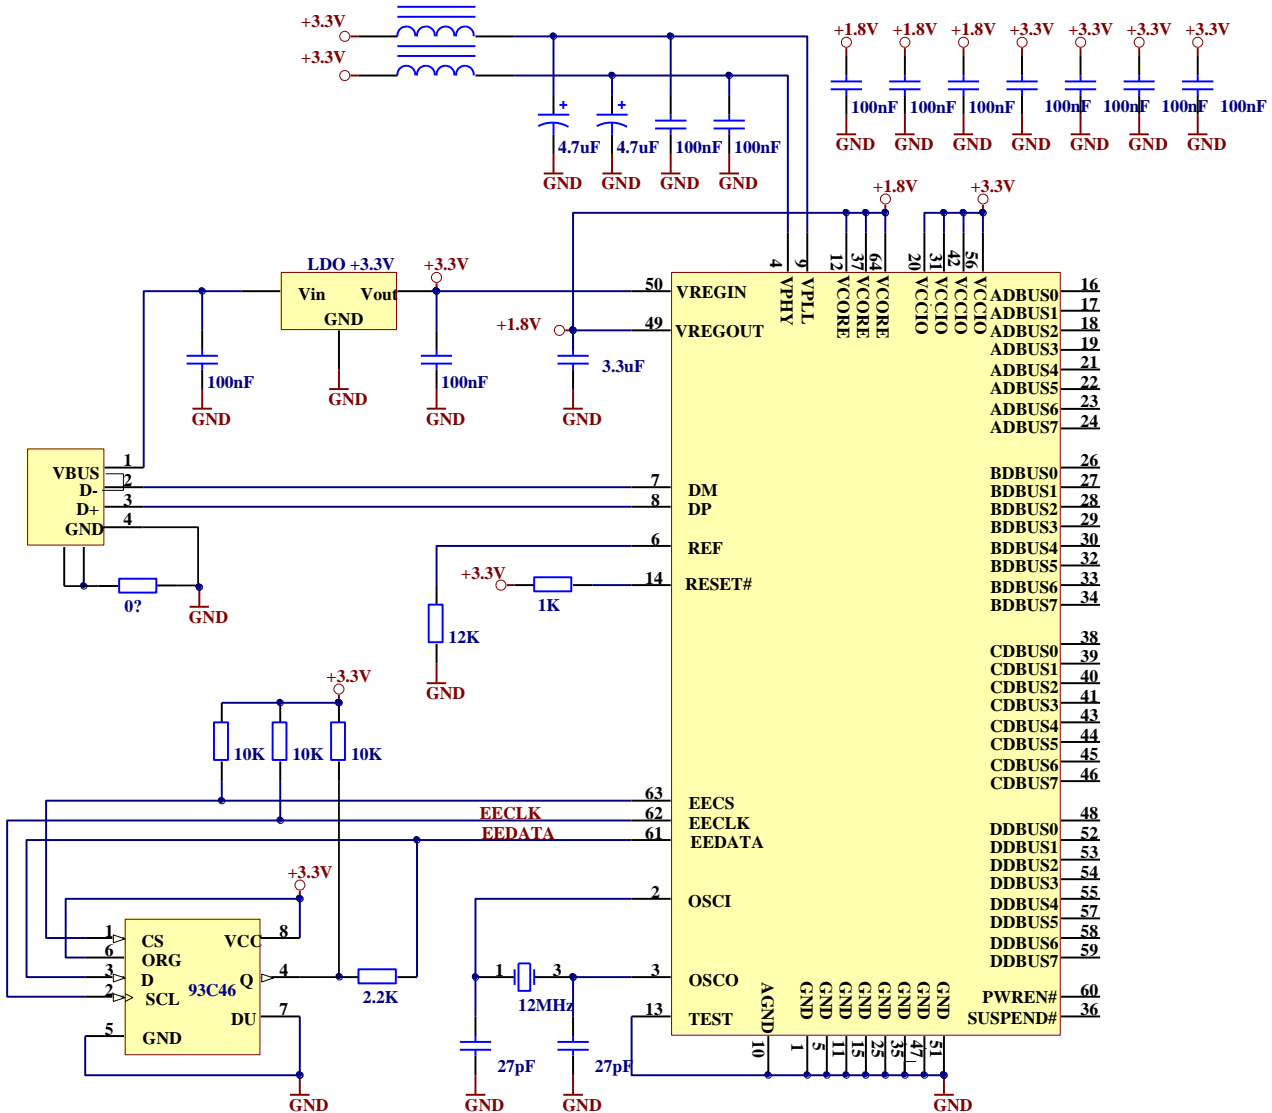 +3.3V
+3.3V
+
+
4.7uF
4.7uF
100nF
100nF
GND
GND
GND
GND
+1.8V
+1.8V
+1.8V
+3.3V
+3.3V
+3.3V
+3.3V
100nF
100nF
100nF
100nF
100nF
100nF
100nF
GND
GND
GND
GND
GND
GND
GND
+1.8V
+3.3V
4
9
12
37
64
20
31
42
56
VPHY
VPLL
VCORE
VCORE
VCORE
VCCIO
VCCIO
VCCIO
VCCIO
LDO +3.3V
Vin
Vout
GND
+3.3V
100nF
GND
GND
100nF
GND
50
VREGIN
+1.8V
49
VREGOUT
3.3uF
GND
VBUS
D-
D+
GND
1
2
3
4
0?
GND
7
DM
8
DP
6
REF
+3.3V
1K
14
RESET#
12K
GND
+3.3V
10K
10K
10K
63
EECS
EECLK
62
EECLK
EEDATA
61
EEDATA
+3.3V
1
CS
VCC
8
6
ORG
3
D
Q
4
2
SCL
93C46
DU
7
5
GND
2.2K
GND
2
OSCI
1
3
12MHz
3
OSCO
13
TEST
27pF
27pF
GND
GND
AGND
GND
GND
GND
GND
GND
GND
GND
GND
10
1
5
11
15
25
35
47
51
GND
ADBUS0 16
ADBUS1 17
ADBUS2 18
ADBUS3 19
ADBUS4 21
ADBUS5 22
ADBUS6 23
ADBUS7 24
BDBUS0 26
BDBUS1 27
BDBUS2 28
BDBUS3 29
BDBUS4 30
BDBUS5 32
BDBUS6 33
BDBUS7 34
CDBUS0 38
CDBUS1 39
CDBUS2 40
CDBUS3 41
CDBUS4 43
CDBUS5 44
CDBUS6 45
CDBUS7 46
DDBUS0 48
DDBUS1 52
DDBUS2 53
DDBUS3 54
DDBUS4 55
DDBUS5 57
DDBUS6 58
DDBUS7 59
PWREN# 60
SUSPEND# 36